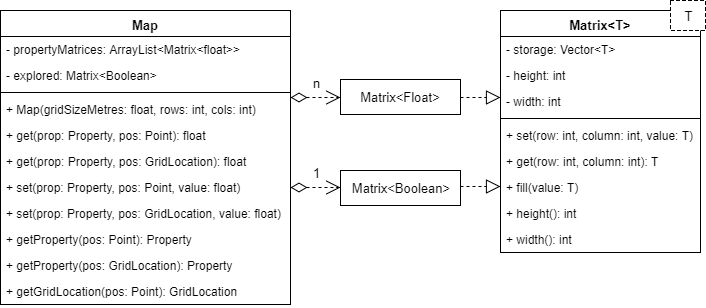 Map
- propertyMatrices: ArrayList<Matrix<float>>
- explored: Matrix<Boolean>
+ Map(gridSizeMetres: float, rows: int, cols: int)
+ get(prop: Property, pos: Point): float
+ get(prop: Property, pos: GridLocation): float
+ set(prop: Property, pos: Point, value: float)
+ set(prop: Property, pos: GridLocation, value: float)
+ getProperty(pos: Point): Property
+ getProperty(pos: GridLocation): Property
+ getGridLocation(pos: Point): GridLocation
n
Matrix<Float>
1
Matrix<Boolean>
T
Matrix<T>
- storage: Vector<T>
- height: int
- width: int
+ set(row: int, column: int, value: T)
+ get(row: int, column: int): T
+ fill(value: T)
+ height(): int
+ width(): int